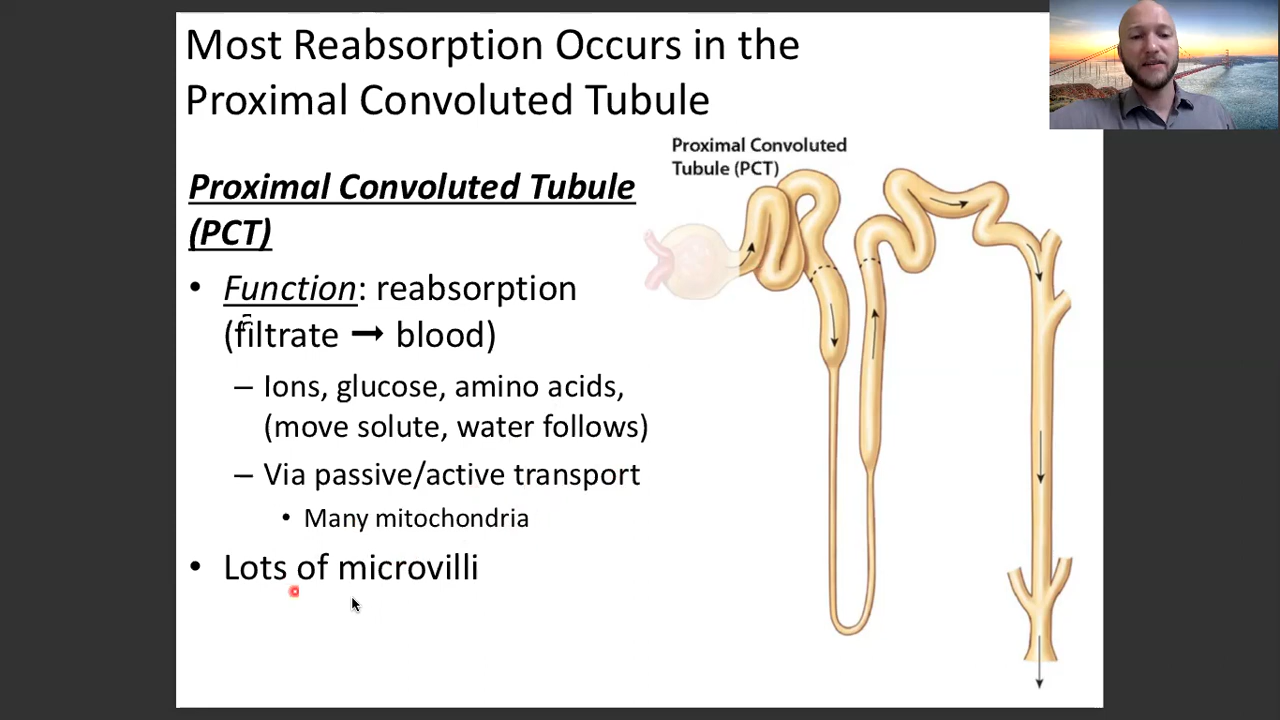 Most Reabsorption Occurs in the
Proximal Convoluted Tubule
Proximal Convoluted Tubule
(PCT)
• Function: reabsorption
(filtrate → blood)
– Ions, glucose, amino acids,
(move solute, water follows)
– Via passive/active transport
• Many mitochondria
• Lots of microvilli
Proximal Convoluted
Tubule (PCT)